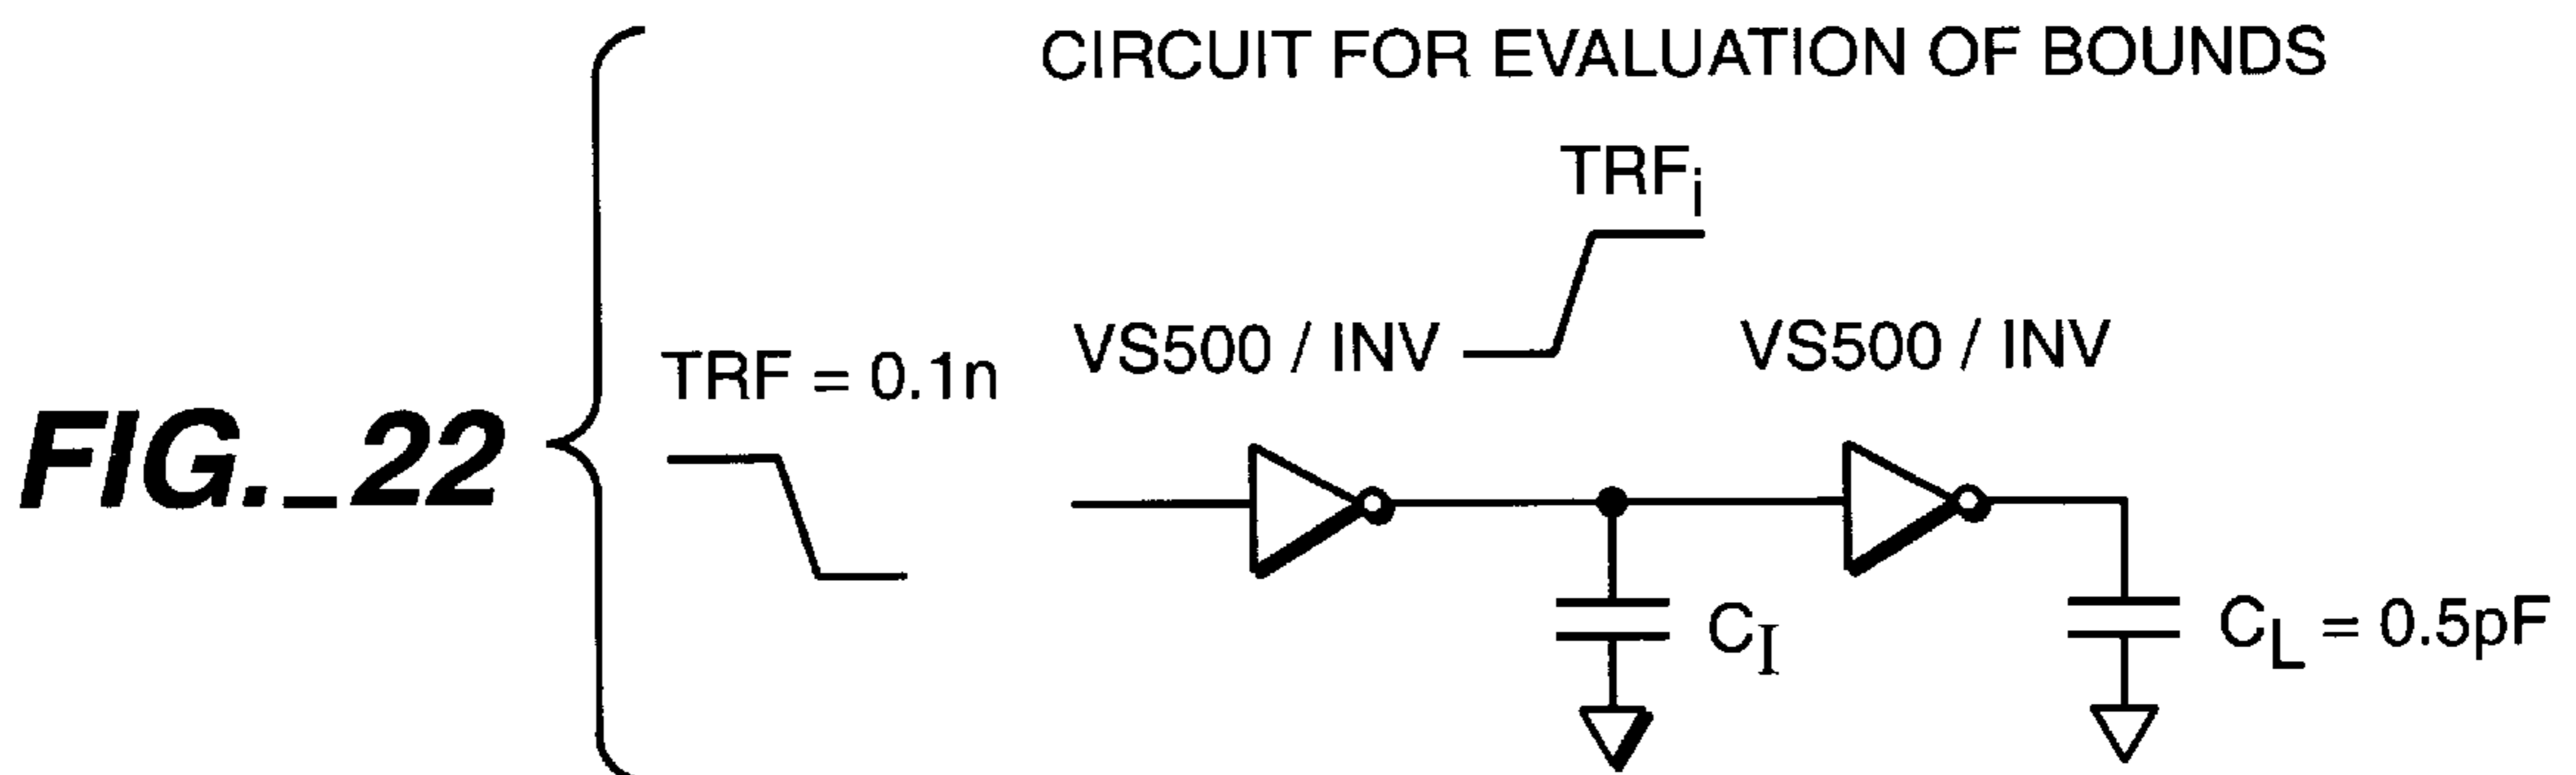 CIRCUIT FOR EVALUATION OF BOUNDS
TRFi
VS500 / INV
VS500 / INV
TRF = 0.1n
FIG._22
CI
CL = 0.5pF